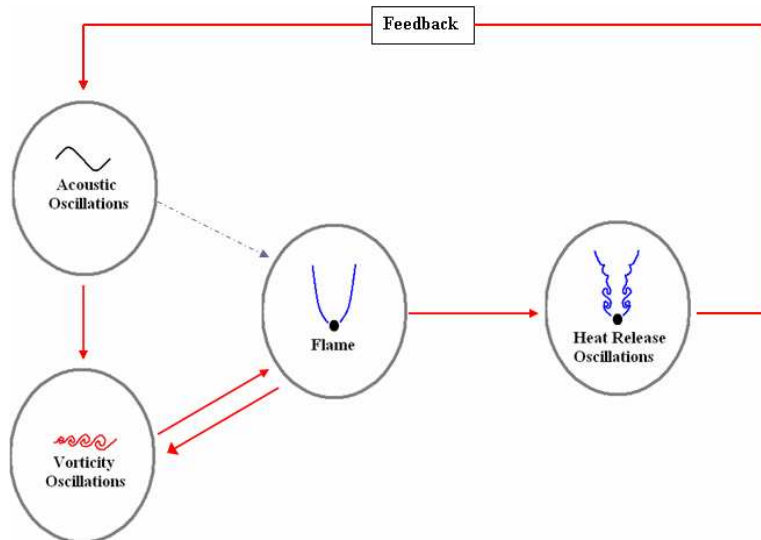 Feedback
Acoustic
Oscillations
Flame
Heat Release
Oscillations
Vorticity
Oscillations